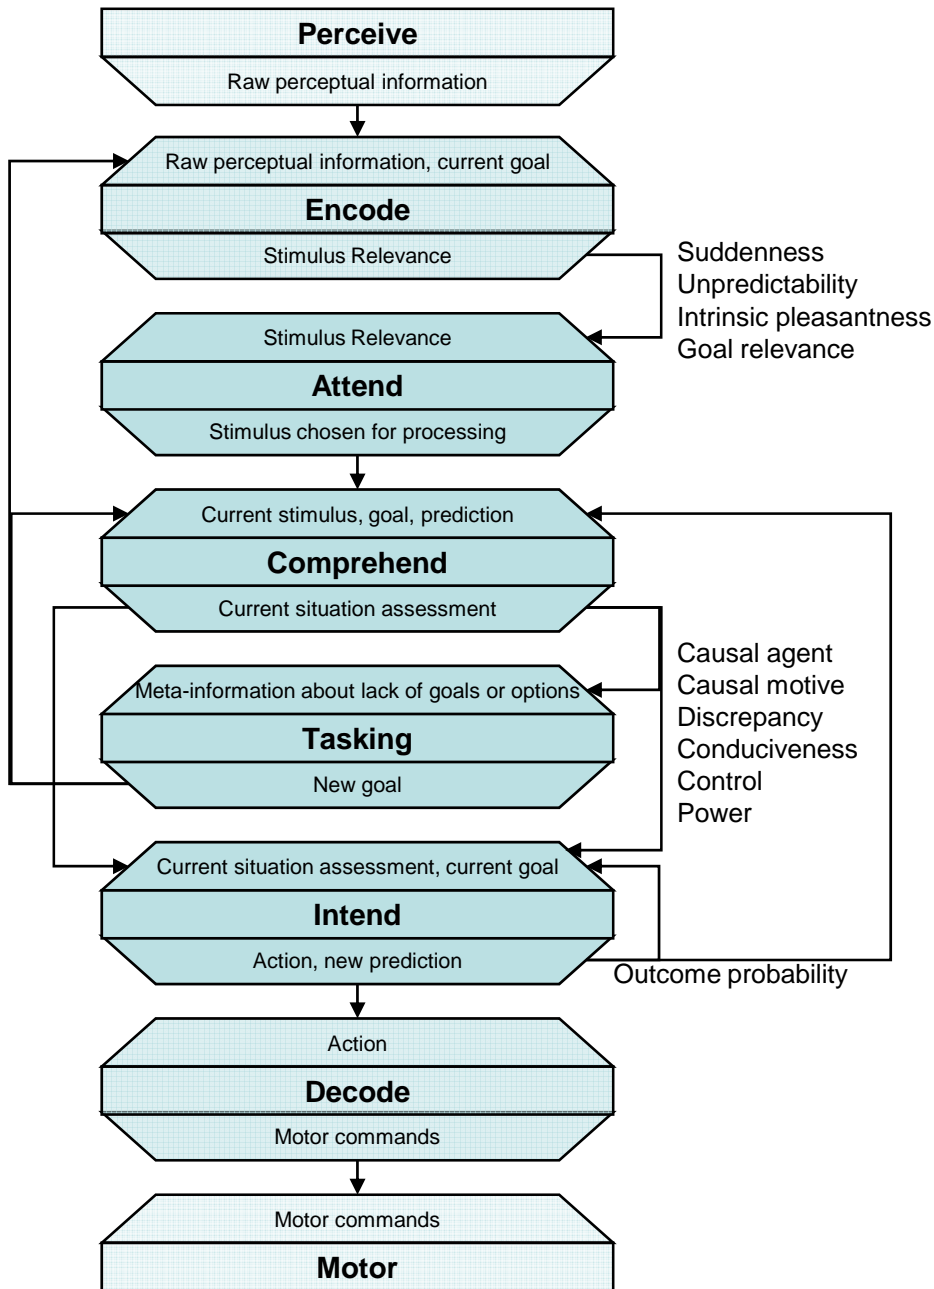 Perceive
Raw perceptual information
Raw perceptual information, current goal
Encode
Stimulus Relevance
Suddenness
Unpredictability
Intrinsic pleasantness
Goal relevance
Stimulus Relevance
Attend
Stimulus chosen for processing
Current stimulus, goal, prediction
Comprehend
Current situation assessment
Causal agent
Causal motive
Discrepancy
Conduciveness
Control
Power
Meta-information about lack of goals or options
Tasking
New goal
Current situation assessment, current goal
Intend
Action, new prediction
Outcome probability
Action
Decode
Motor commands
Motor commands
Motor